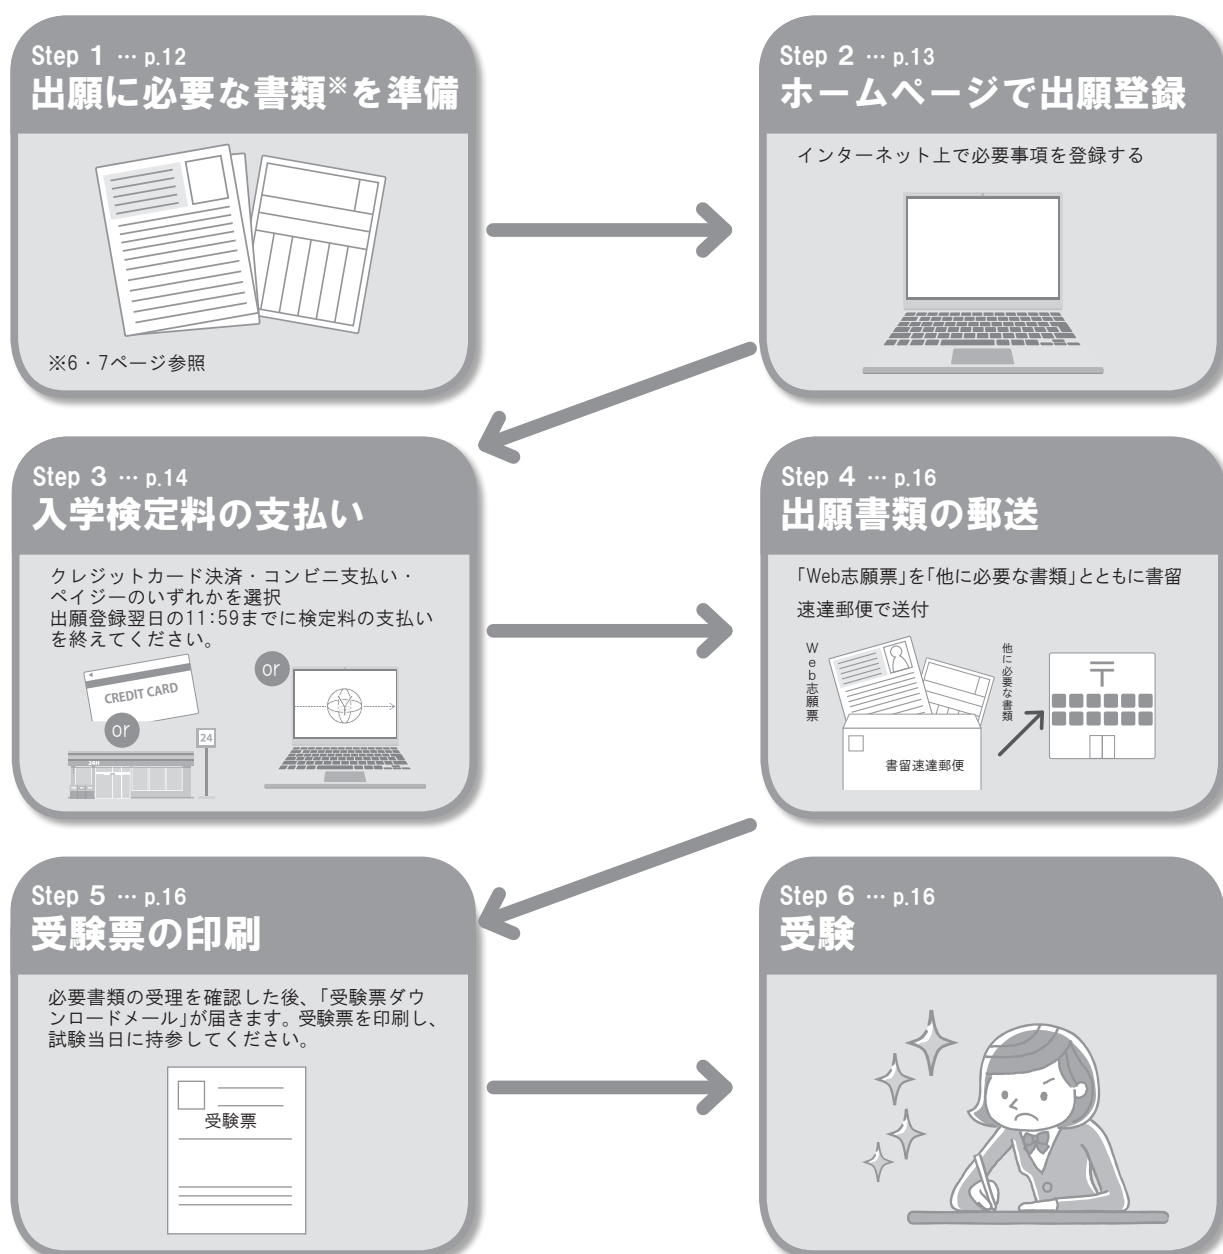 Step 1 … p.12
出願に必要な書類※を準備
※6・7ページ参照
Step 2 … p.13
ホームページで出願登録
インターネット上で必要事項を登録する
Step 3 … p.14
入学検定料の支払い
クレジットカード決済・コンビニ支払い・
ペイジーのいずれかを選択
出願登録翌日の11:59までに検定料の支払い
を終えてください。
CREDIT CARD
or
or
24
24H
Step 4 … p.16
出願書類の郵送
「Web志願票」を「他に必要な書類」とともに書留
速達郵便で送付
Web志願票
他に必要な書類
書留速達郵便
Step 5 … p.16
受験票の印刷
必要書類の受理を確認した後、「受験票ダウ
ンロードメール」が届きます。受験票を印刷し、
試験当日に持参してください。
受験票
Step 6 … p.16
受験